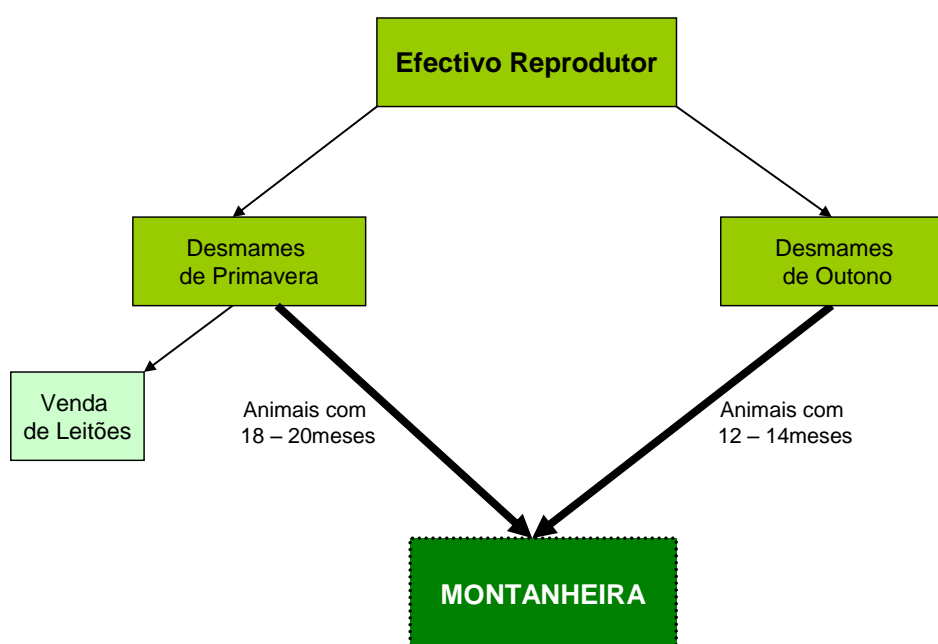 Efectivo Reprodutor
Desmames
de Primavera
Desmames
de Outono
Venda
de Leitões
Animais com
18 – 20meses
Animais com
12 – 14meses
MONTANHEIRA